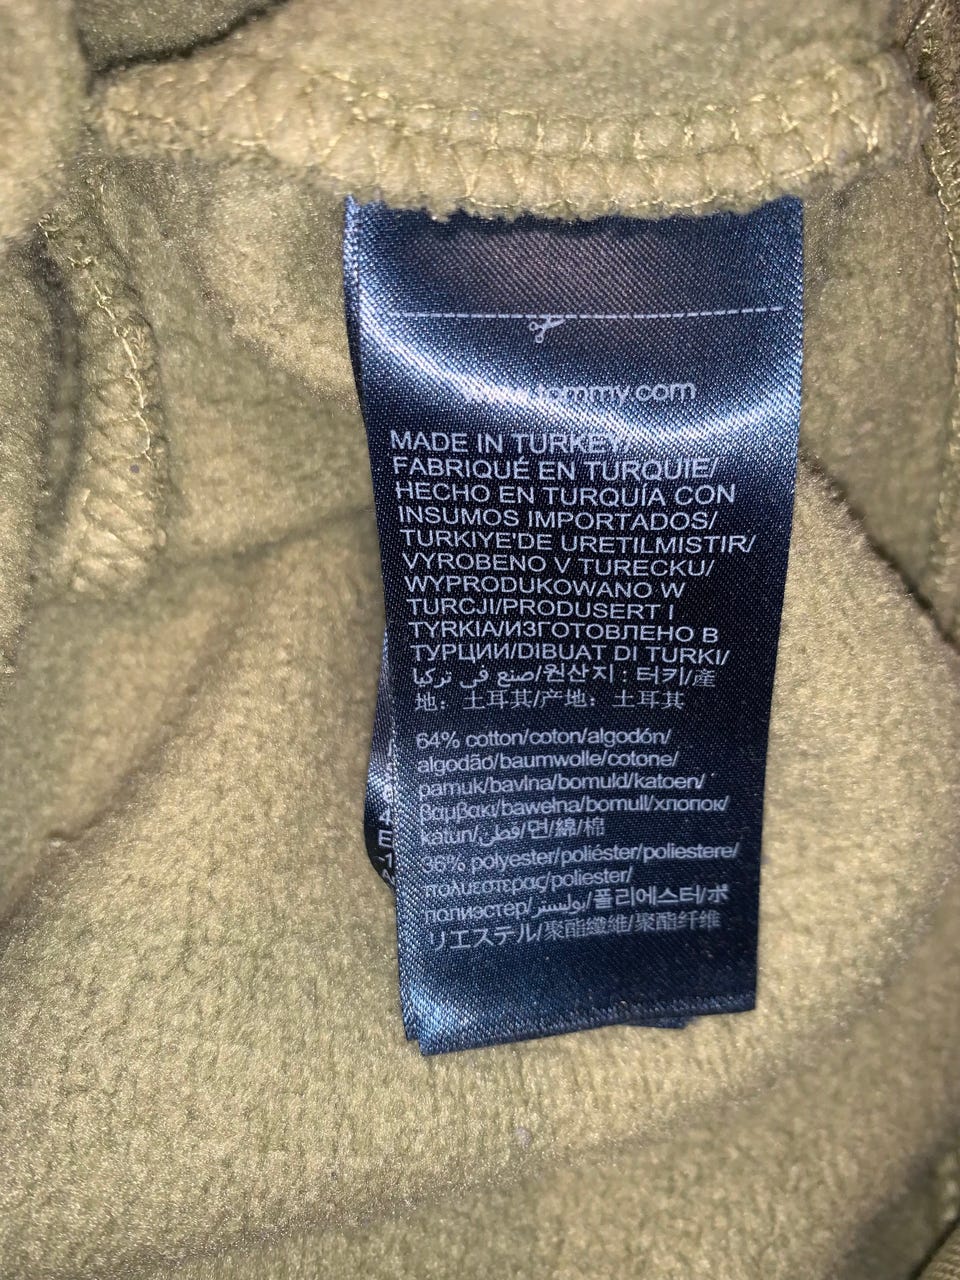 www.tommy.com
MADE IN TURKEY/
FABRIQUÉ EN TURQUIE/
HECHO EN TURQUÍA CON
INSUMOS IMPORTADOS/
TURKIYE'DE URETILMISTIR/
VYROBENO V TURECKU/
WYPRODUKOWANO W
TURCJI/PRODUSERT I
TYRKIA/ИЗГОТОВЛЕНО В
ТУРЦИИ/DIBUAT DI TURKI/
صنع في تركيا/원산지 : 터키/產
地： 土耳其/产地： 土耳其
64% cotton/coton/algodón/
algodão/baumwolle/cotone/
pamuk/bavlna/bomuld/katoen/
βαμβακι/bawełna/bomull/хлопок/
katun/قطن/면/綿/棉
36% polyester/poliéster/poliestere/
πολυεστερας/poliester/
полиэстер/بوليستر/폴리에스터/ポ
リエステル/聚酯纖維/聚酯纤维